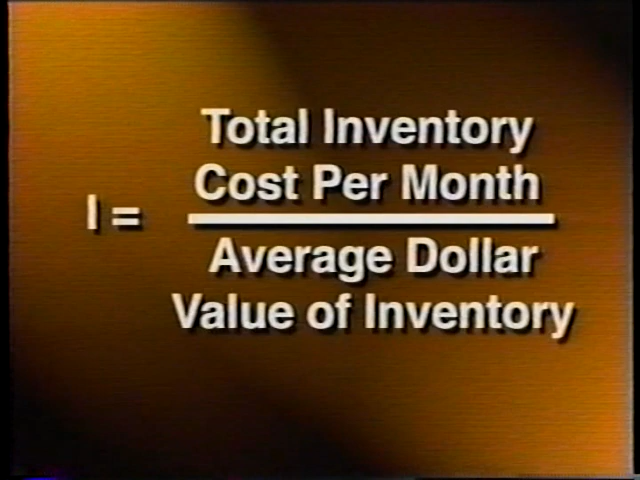 Total Inventory
Cost Per Month
I =
Average Dollar
Value of Inventory